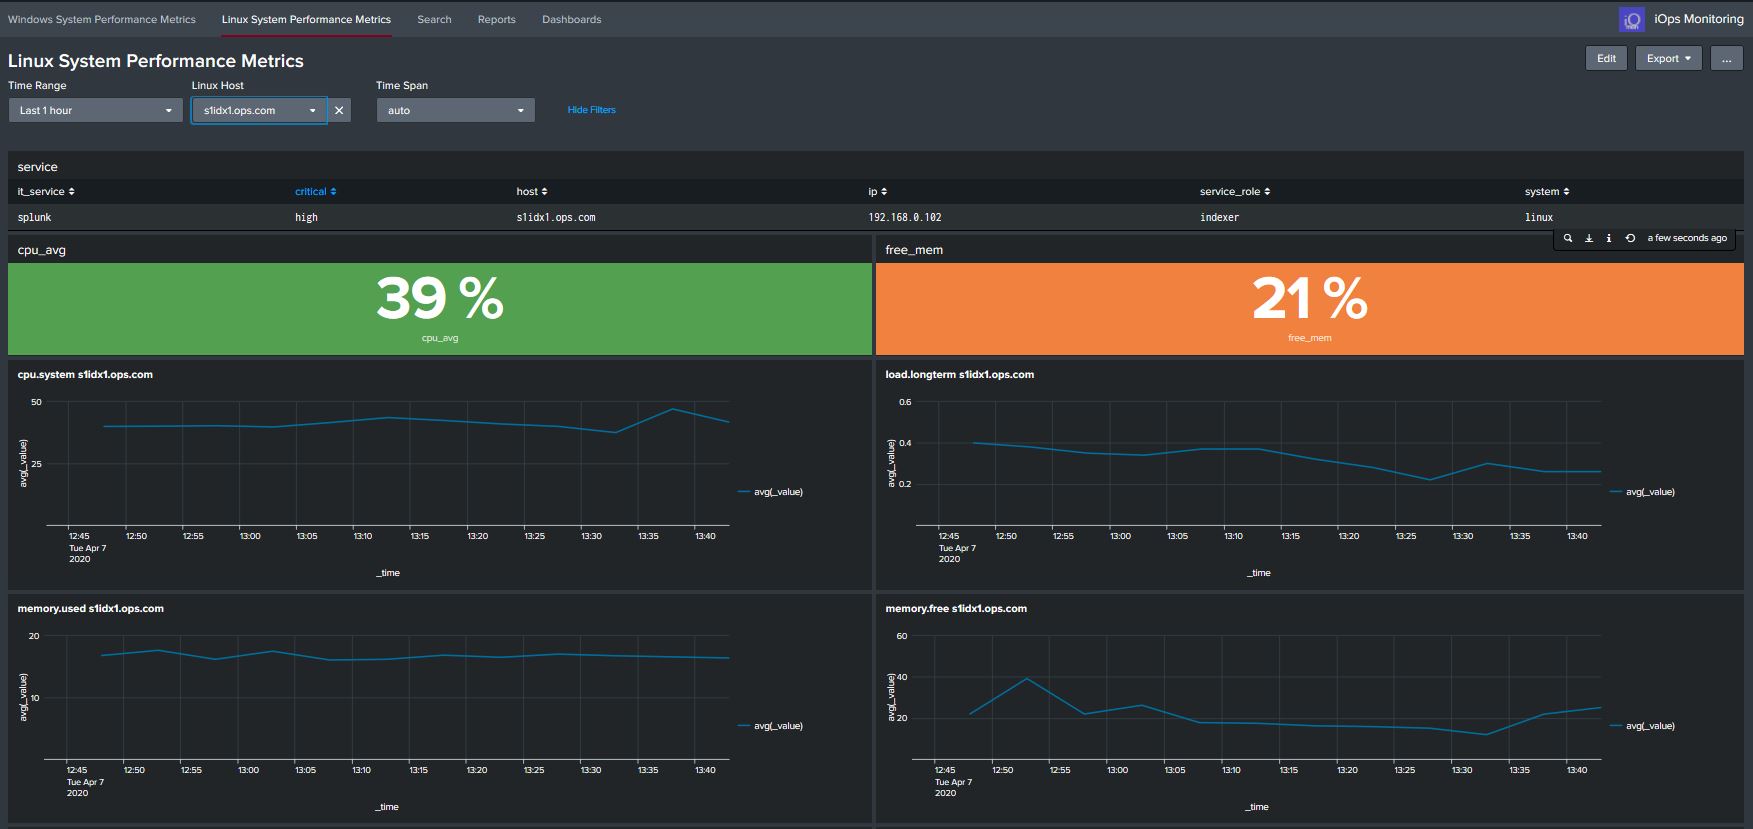 Windows System Performance Metrics Linux System Performance Metrics Search Reports Dashboards iOps Monitoring
Linux System Performance Metrics Edit Export ...
Time Range Linux Host Time Span
Last 1 hour s1idx1.ops.com auto Hide Filters
service
it_service critical host ip service_role system
splunk high s1idx1.ops.com 192.168.0.102 indexer linux
a few seconds ago
cpu_avg
39 %
cpu_avg
free_mem
21 %
free_mem
cpu.system s1idx1.ops.com
50
25
avg(_value)
avg(_value)
12:45 12:50 12:55 13:00 13:05 13:10 13:15 13:20 13:25 13:30 13:35 13:40
Tue Apr 7
2020
_time
load.longterm s1idx1.ops.com
0.6
0.4
0.2
avg(_value)
avg(_value)
12:45 12:50 12:55 13:00 13:05 13:10 13:15 13:20 13:25 13:30 13:35 13:40
Tue Apr 7
2020
_time
memory.used s1idx1.ops.com
20
10
avg(_value)
avg(_value)
12:45 12:50 12:55 13:00 13:05 13:10 13:15 13:20 13:25 13:30 13:35 13:40
Tue Apr 7
2020
_time
memory.free s1idx1.ops.com
60
40
20
avg(_value)
avg(_value)
12:45 12:50 12:55 13:00 13:05 13:10 13:15 13:20 13:25 13:30 13:35 13:40
Tue Apr 7
2020
_time